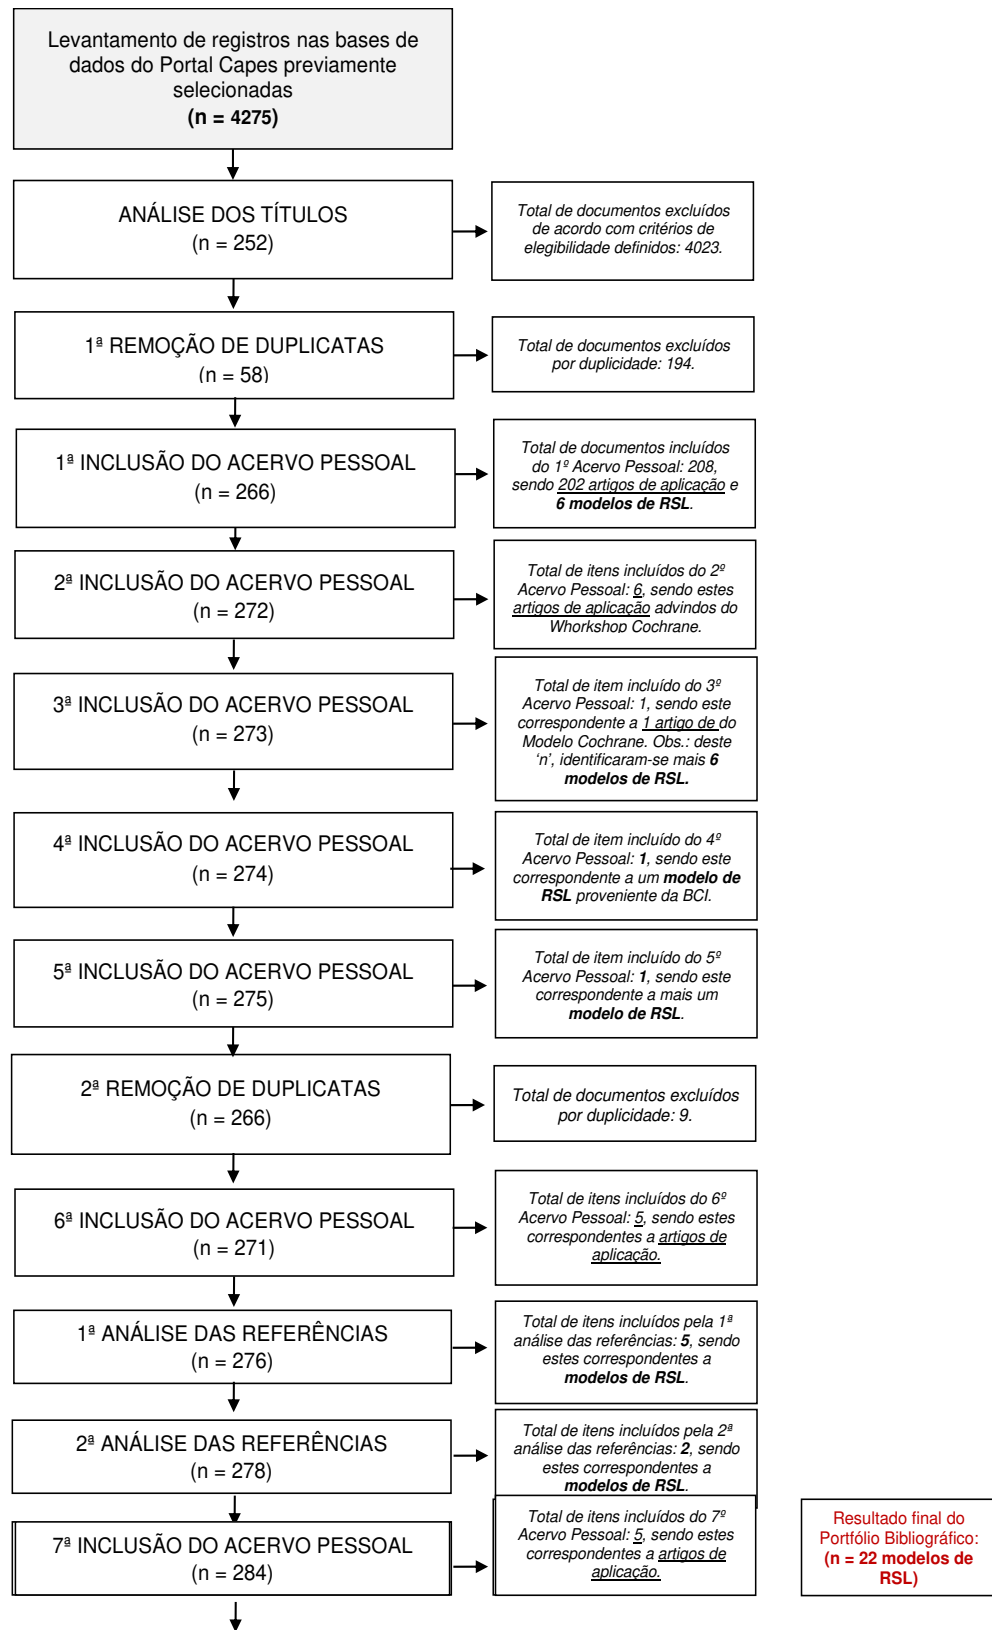 Levantamento de registros nas bases de
dados do Portal Capes previamente
selecionadas
(n = 4275)
ANÁLISE DOS TÍTULOS
(n = 252)
Total de documentos excluídos
de acordo com critérios de
elegibilidade definidos: 4023.
1ª REMOÇÃO DE DUPLICATAS
(n = 58)
Total de documentos excluídos
por duplicidade: 194.
1ª INCLUSÃO DO ACERVO PESSOAL
(n = 266)
Total de documentos incluídos
do 1º Acervo Pessoal: 208,
sendo 202 artigos de aplicação e
6 modelos de RSL.
2ª INCLUSÃO DO ACERVO PESSOAL
(n = 272)
Total de itens incluídos do 2º
Acervo Pessoal: 6, sendo estes
artigos de aplicação advindos do
Whorkshop Cochrane.
3ª INCLUSÃO DO ACERVO PESSOAL
(n = 273)
Total de item incluído do 3º
Acervo Pessoal: 1, sendo este
correspondente a 1 artigo de do
Modelo Cochrane. Obs.: deste
‘n’, identificaram-se mais 6
modelos de RSL.
4ª INCLUSÃO DO ACERVO PESSOAL
(n = 274)
Total de item incluído do 4º
Acervo Pessoal: 1, sendo este
correspondente a um modelo de
RSL proveniente da BCI.
5ª INCLUSÃO DO ACERVO PESSOAL
(n = 275)
Total de item incluído do 5º
Acervo Pessoal: 1, sendo este
correspondente a mais um
modelo de RSL.
2ª REMOÇÃO DE DUPLICATAS
(n = 266)
Total de documentos excluídos
por duplicidade: 9.
6ª INCLUSÃO DO ACERVO PESSOAL
(n = 271)
Total de itens incluídos do 6º
Acervo Pessoal: 5, sendo estes
correspondentes a artigos de
aplicação.
1ª ANÁLISE DAS REFERÊNCIAS
(n = 276)
Total de itens incluídos pela 1ª
análise das referências: 5, sendo
estes correspondentes a
modelos de RSL.
2ª ANÁLISE DAS REFERÊNCIAS
(n = 278)
Total de itens incluídos pela 2ª
análise das referências: 2, sendo
estes correspondentes a
modelos de RSL.
7ª INCLUSÃO DO ACERVO PESSOAL
(n = 284)
Total de itens incluídos do 7º
Acervo Pessoal: 5, sendo estes
correspondentes a artigos de
aplicação.
Resultado final do
Portfólio Bibliográfico:
(n = 22 modelos de
RSL)